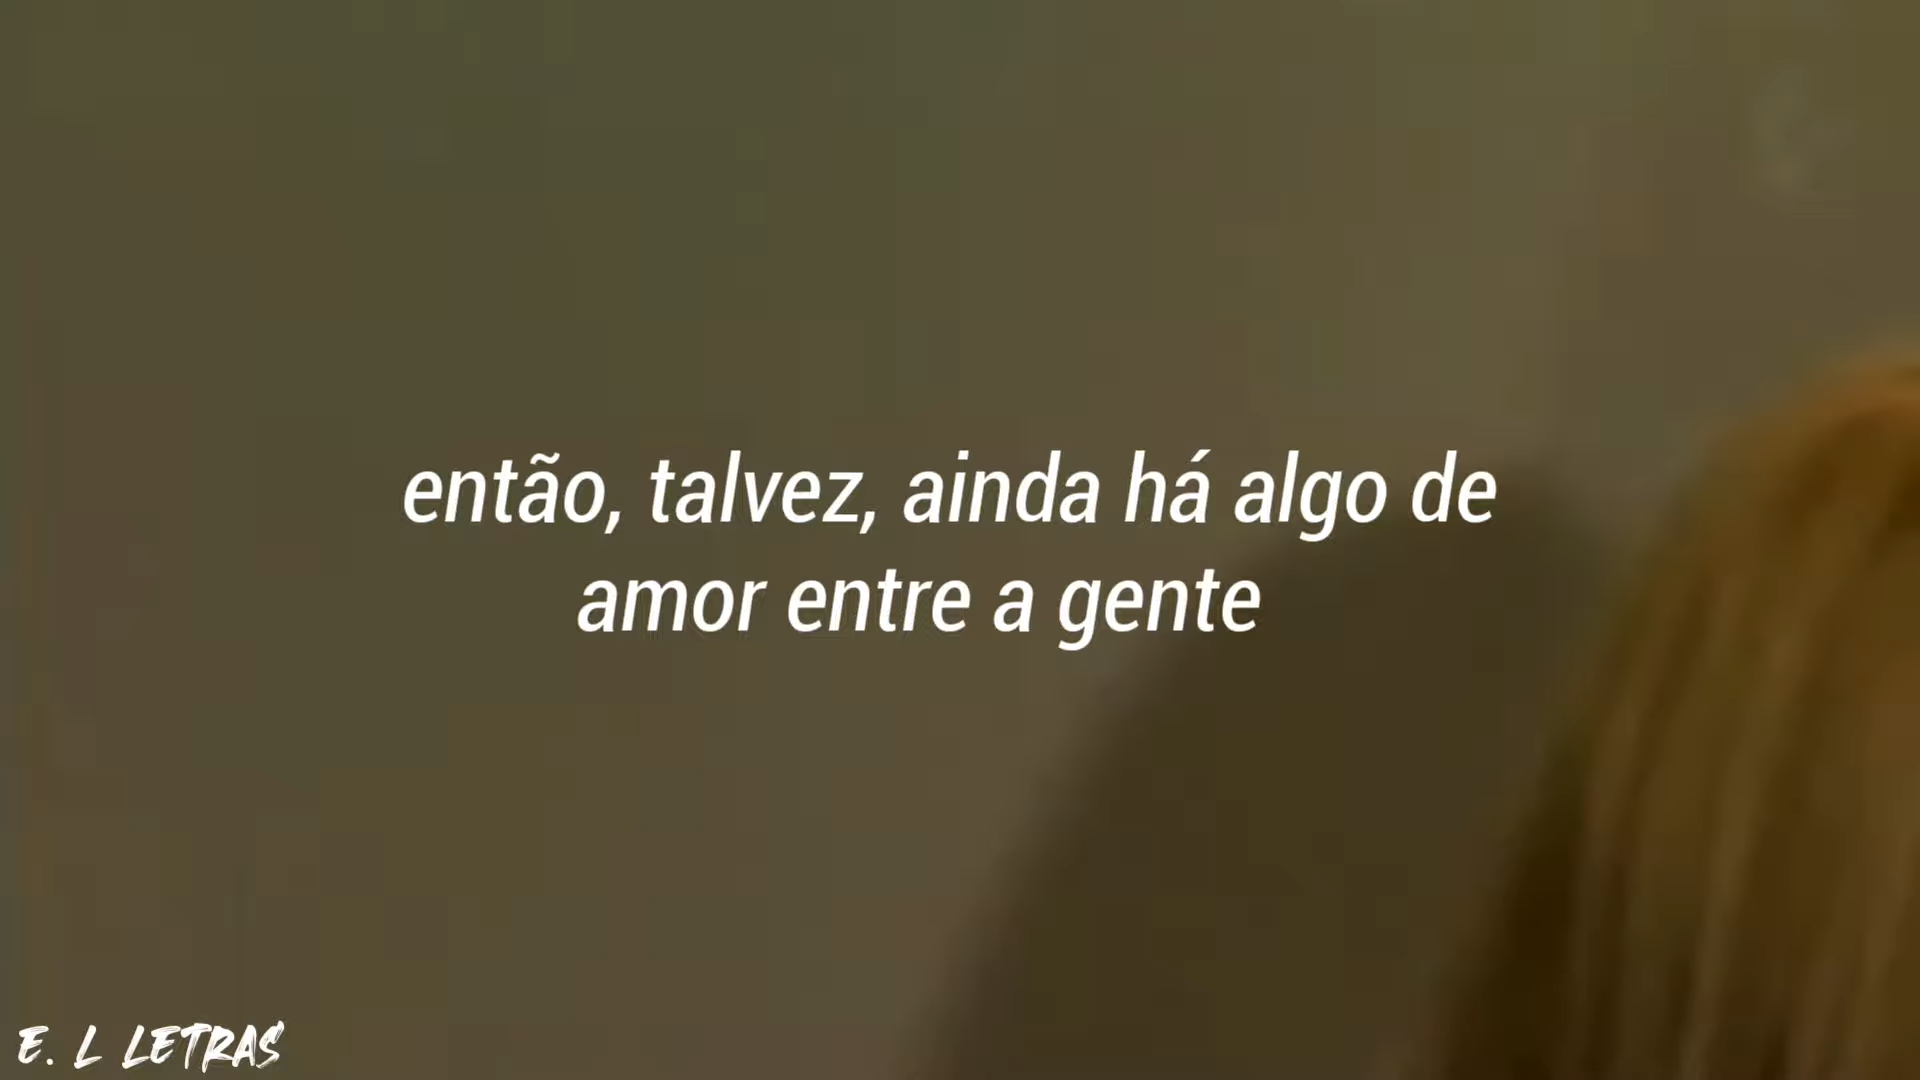 então, talvez, ainda há algo de
amor entre a gente
E. L LETRAS